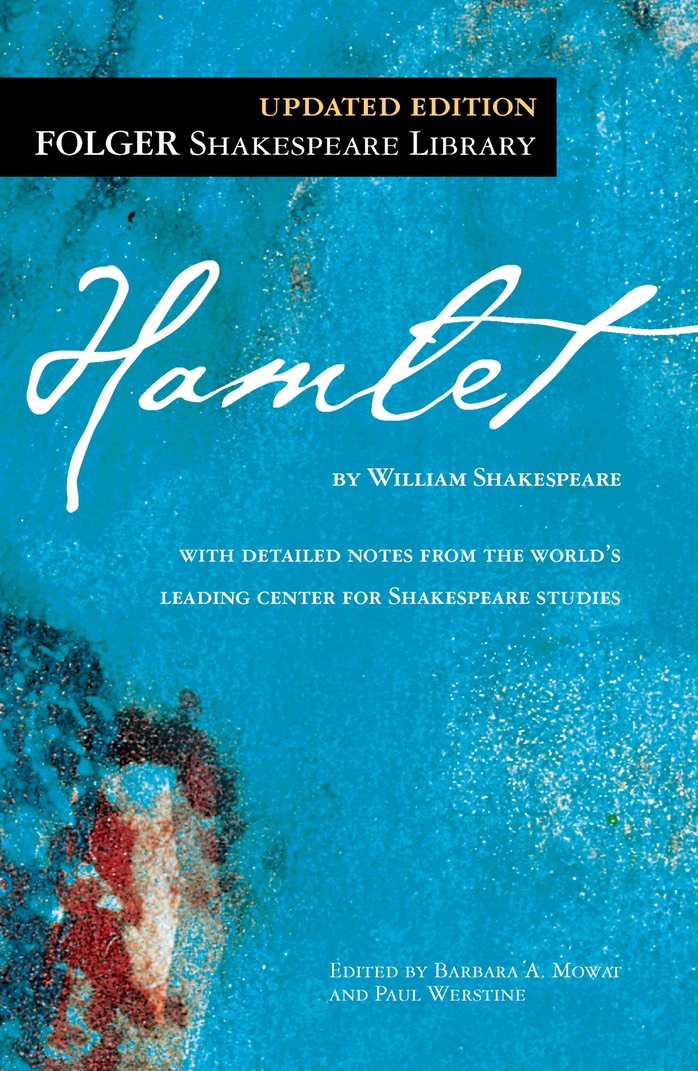 UPDATED EDITION
FOLGER SHAKESPEARE LIBRARY
Hamlet
BY WILLIAM SHAKESPEARE
WITH DETAILED NOTES FROM THE WORLD'S
LEADING CENTER FOR SHAKESPEARE STUDIES
EDITED BY BARBARA A. MOWAT
AND PAUL WERSTINE